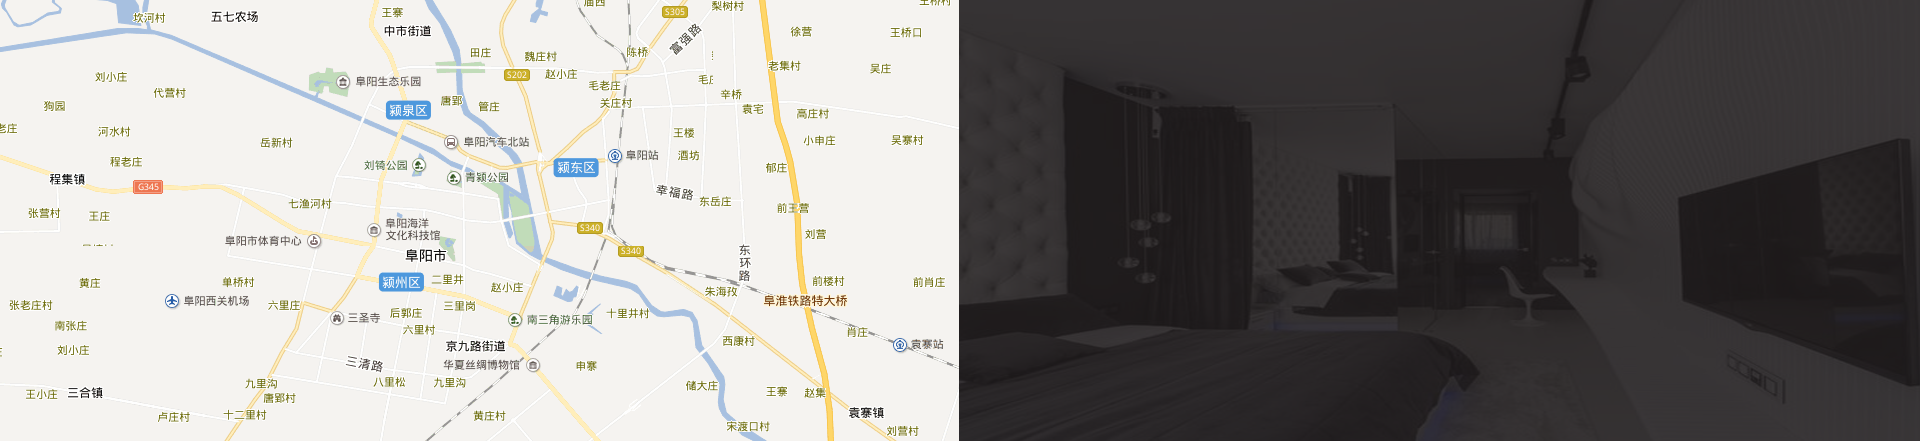 坎河村
五七农场
王寨
中市街道
庙西
S305
梨树村
王桥村
徐营
王桥口
富强路
陈桥
田庄
魏庄村
赵小庄
S202
老集村
吴庄
刘小庄
阜阳生态乐园
毛老庄
毛庄
代营村
唐郢
管庄
关庄村
辛桥
狗园
颍泉区
袁宅
高庄村
老庄
河水村
岳新村
阜阳汽车北站
王楼
小申庄
吴寨村
程老庄
刘锜公园
颍东区
阜阳站
酒坊
郁庄
程集镇
G345
青颍公园
幸福路
东岳庄
张营村
王庄
七渔河村
前王营
阜阳海洋
文化科技馆
S340
刘营
阜阳市体育中心
阜阳市
S340
东环路
黄庄
单桥村
颍州区
二里井
赵小庄
前楼村
前肖庄
朱海孜
张老庄村
阜阳西关机场
六里庄
三里岗
阜淮铁路特大桥
后郭庄
三圣寺
南三角游乐园
十里井村
南张庄
六里村
肖庄
刘小庄
京九路街道
西康村
袁寨站
三清路
华夏丝绸博物馆
申寨
九里沟
八里松
九里沟
储大庄
王小庄
三合镇
唐郢村
王寨
赵集
卢庄村
十二里村
黄庄村
袁寨镇
宋渡口村
刘营村